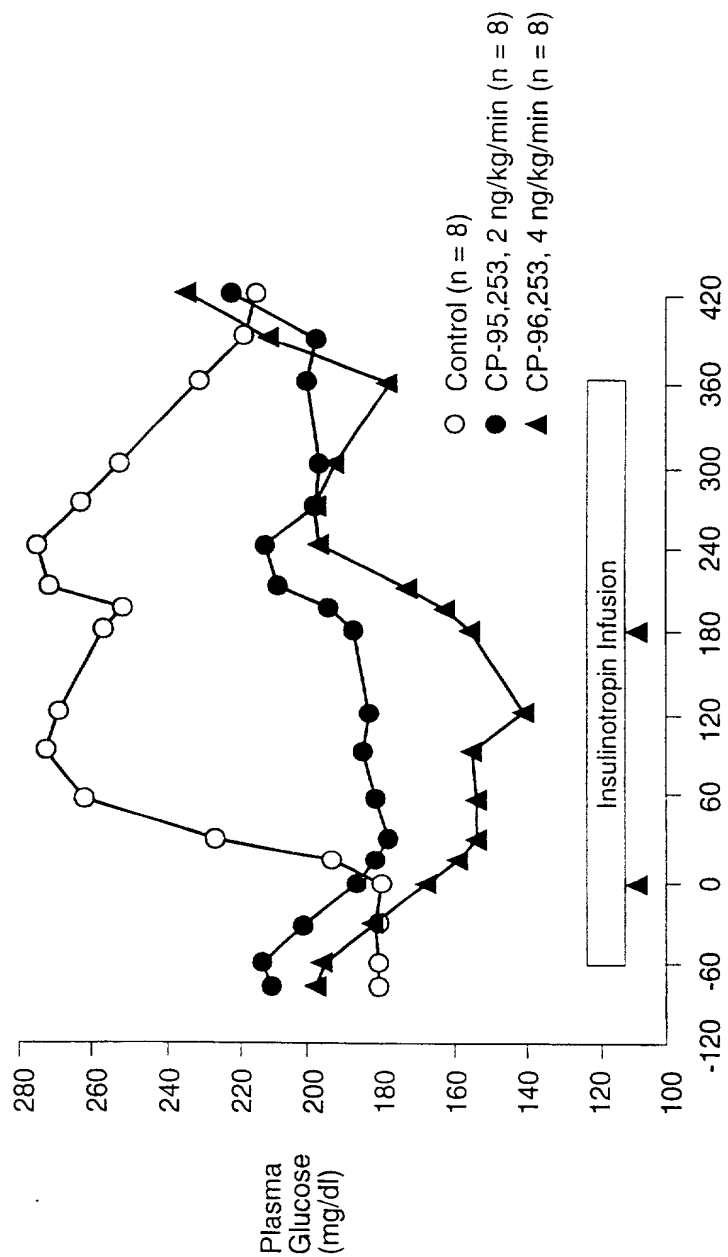 280
260
240
220
200
180
160
140
120
100
Plasma
Glucose
(mg/dl)
-120
-60
0
60
120
180
240
300
360
420
Insulinotropin Infusion
Control (n = 8)
CP-95,253, 2 ng/kg/min (n = 8)
CP-96,253, 4 ng/kg/min (n = 8)